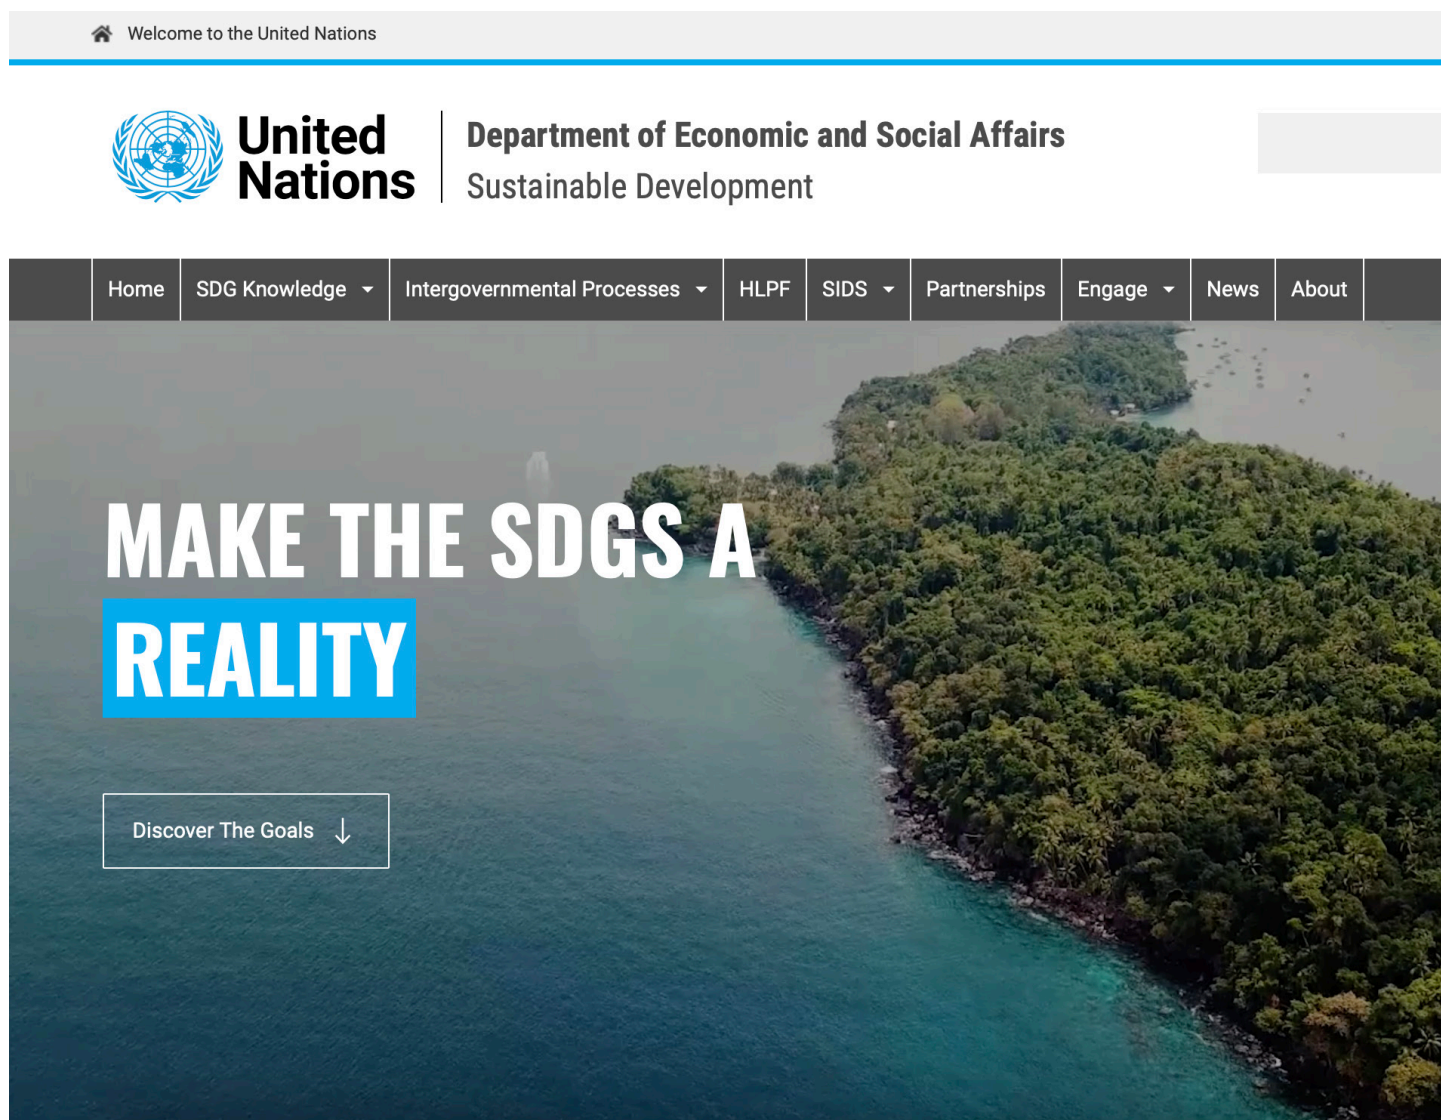 Welcome to the United Nations
United
Nations
Department of Economic and Social Affairs
Sustainable Development
Home
SDG Knowledge
Intergovernmental Processes
HLPF
SIDS
Partnerships
Engage
News
About
MAKE THE SDGS A
REALITY
Discover The Goals ↓